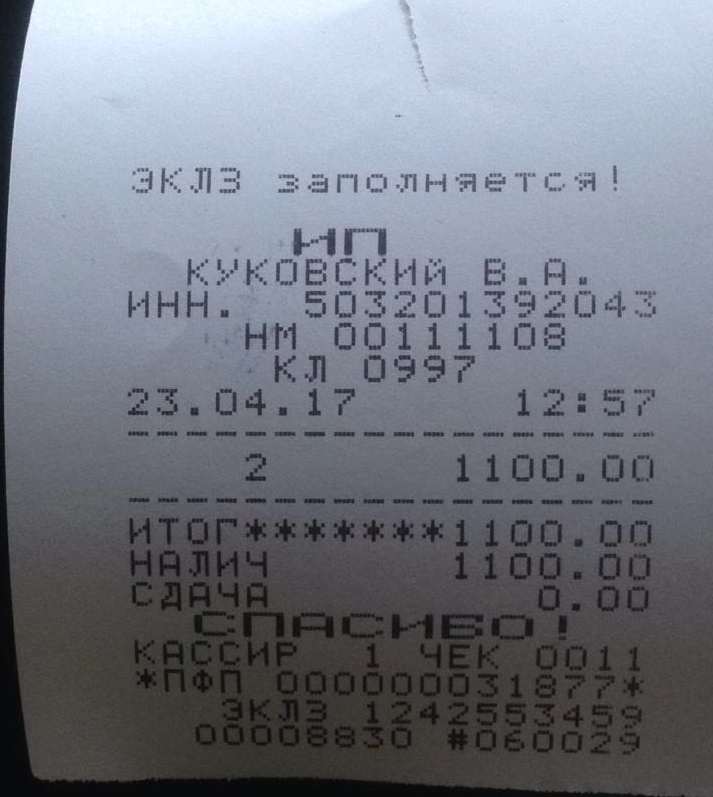 ЭКЛЗ заполняется!
ИП
КУКОВСКИЙ В.А.
ИНН. 503201392043
НМ 00111108
КЛ 0997
23.04.17 12:57
------------------
2 1100.00
------------------
ИТОГ*******1100.00
НАЛИЧ 1100.00
СДАЧА 0.00
СПАСИБО!
КАССИР 1 ЧЕК 0011
*ПФП 000000031877*
ЭКЛЗ 1242553459
00008830 #060029